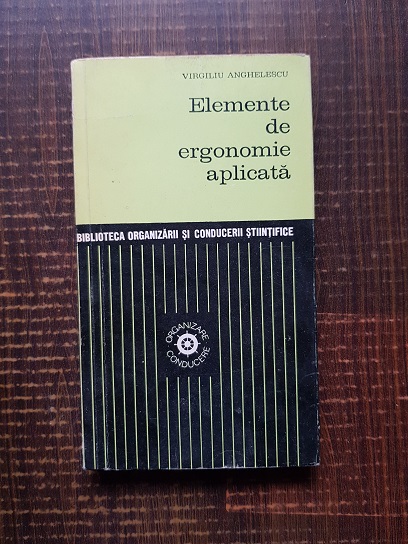 VIRGILIU ANGHELESCU
Elemente
de
ergonomie
aplicată
BIBLIOTECA ORGANIZĂRII ȘI CONDUCERII ȘTIINȚIFICE
ORGANIZARE
CONDUCERE